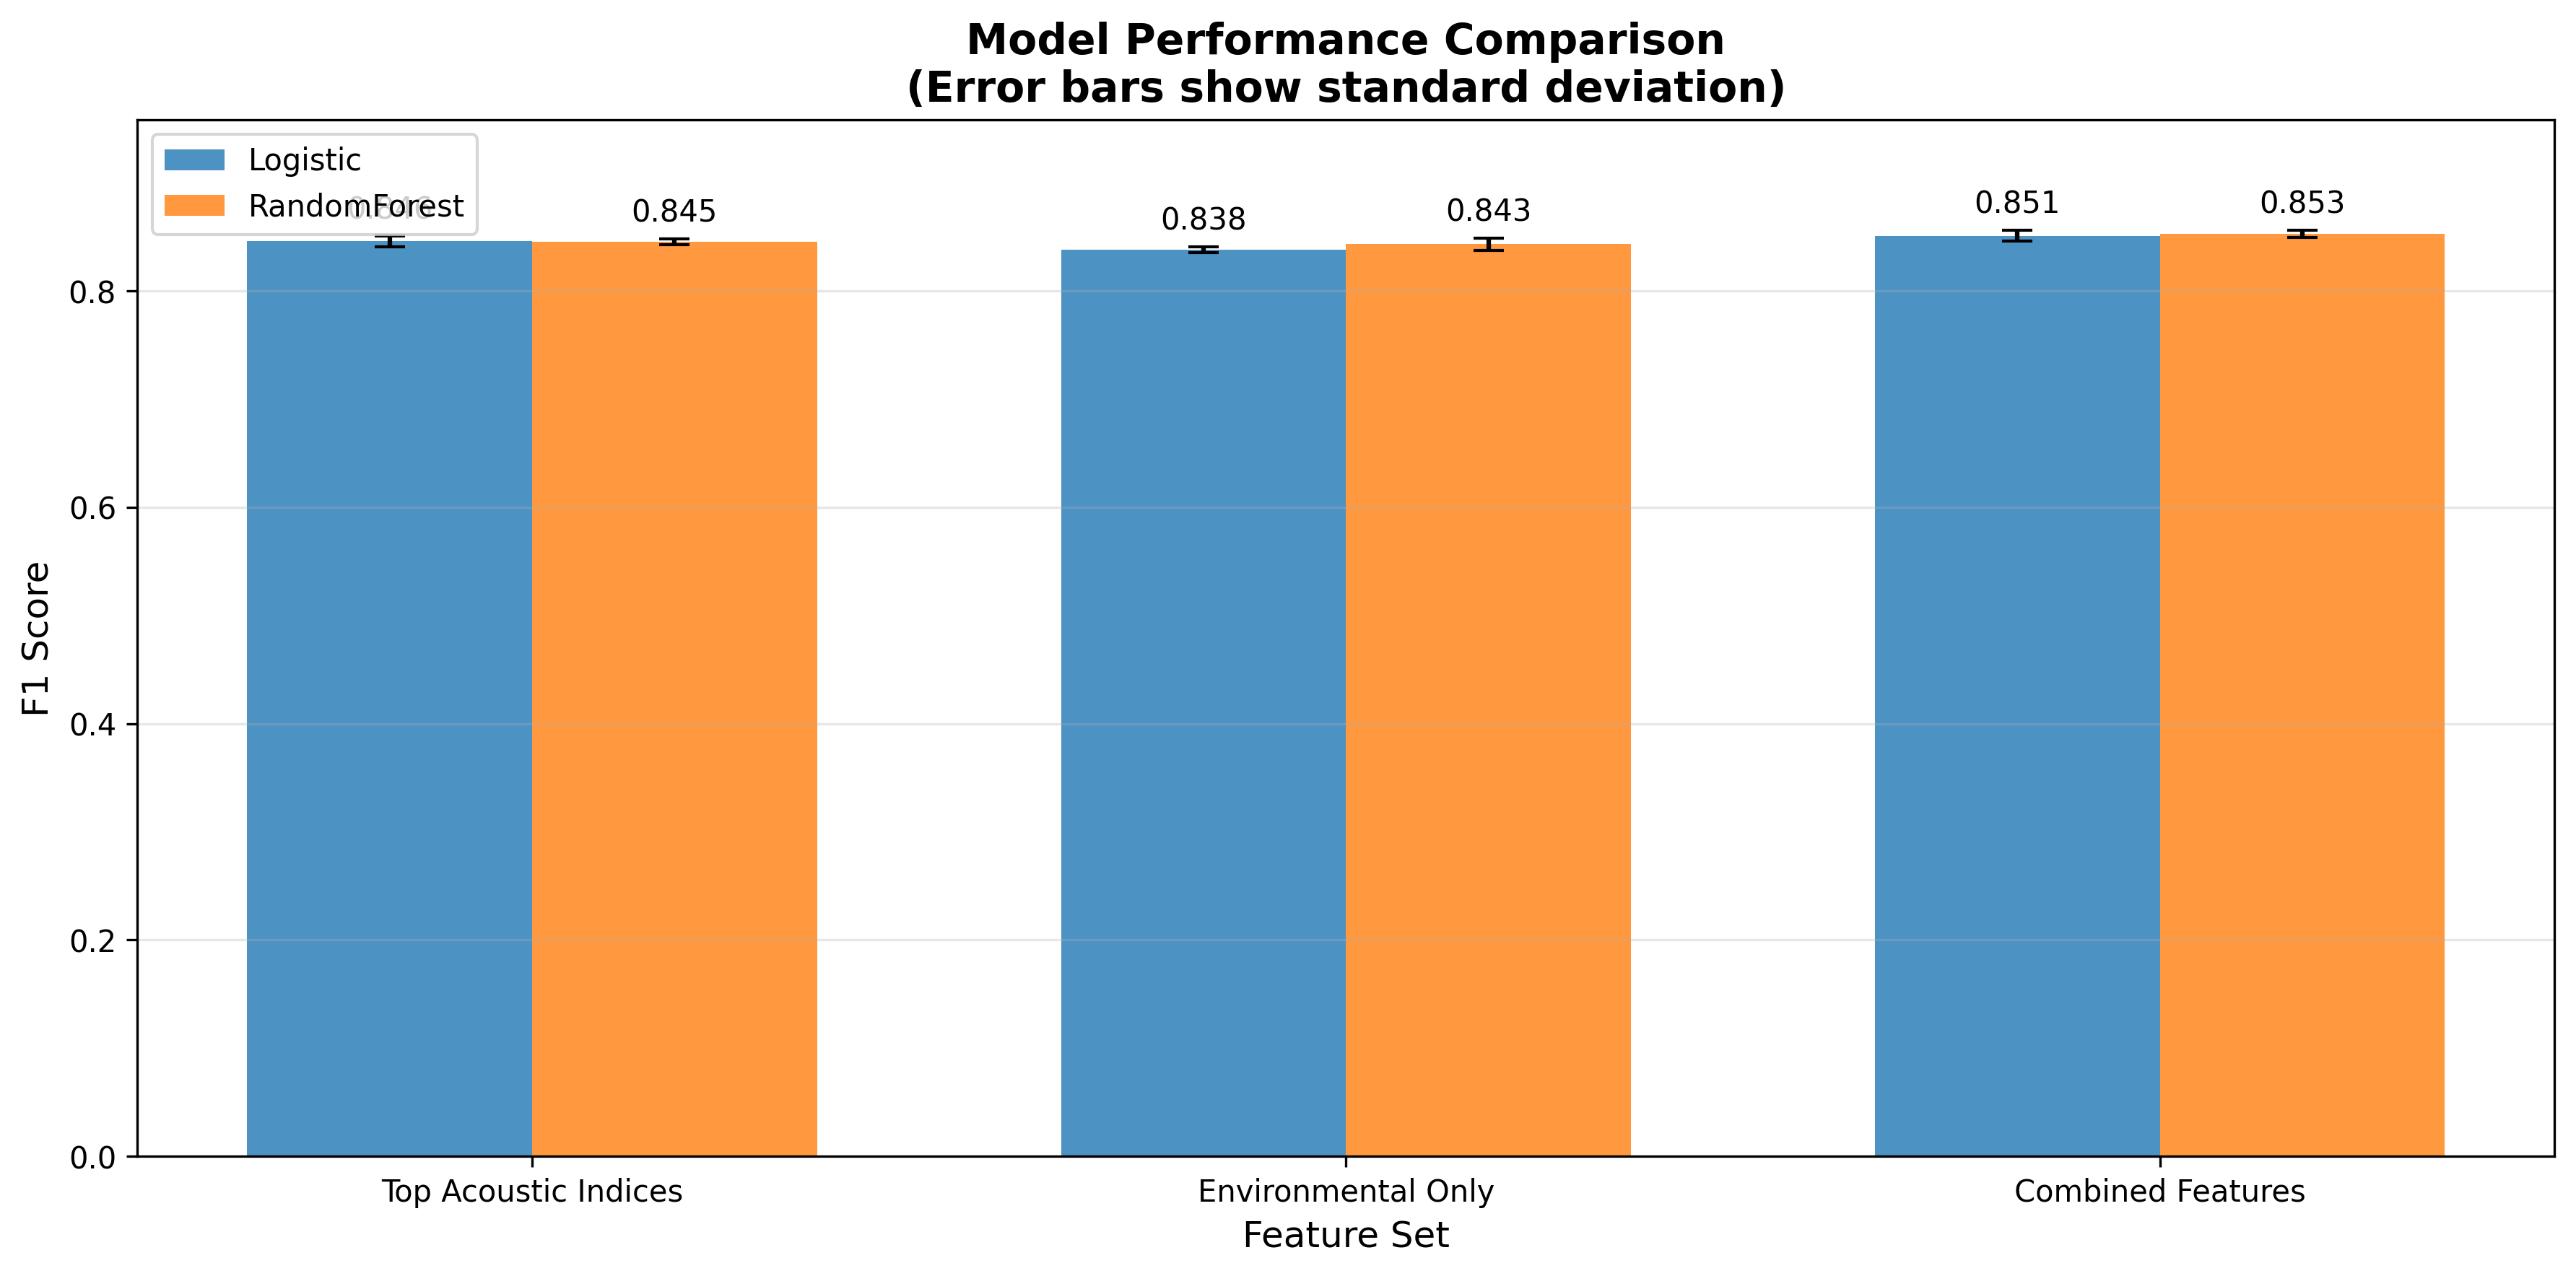 Model Performance Comparison
(Error bars show standard deviation)
Logistic
RandomForest
0.846
0.845
0.838
0.843
0.851
0.853
F1 Score
0.8
0.6
0.4
0.2
0.0
Top Acoustic Indices
Environmental Only
Combined Features
Feature Set